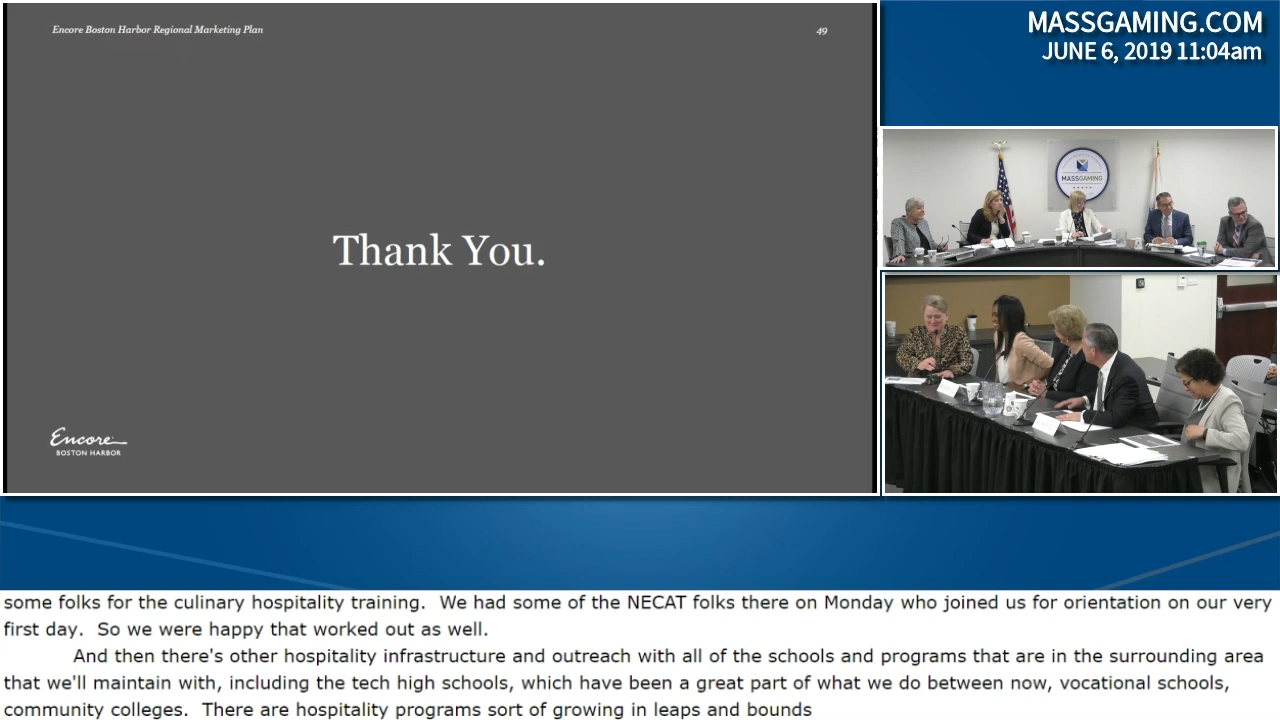 Encore Boston Harbor Regional Marketing Plan
49
MASSGAMING.COM
JUNE 6, 2019 11:04am
MASSGAMING
Thank You.
Encore
BOSTON HARBOR
some folks for the culinary hospitality training.  We had some of the NECAT folks there on Monday who joined us for orientation on our very
first day.  So we were happy that worked out as well.
And then there's other hospitality infrastructure and outreach with all of the schools and programs that are in the surrounding area
that we'll maintain with, including the tech high schools, which have been a great part of what we do between now, vocational schools,
community colleges.  There are hospitality programs sort of growing in leaps and bounds